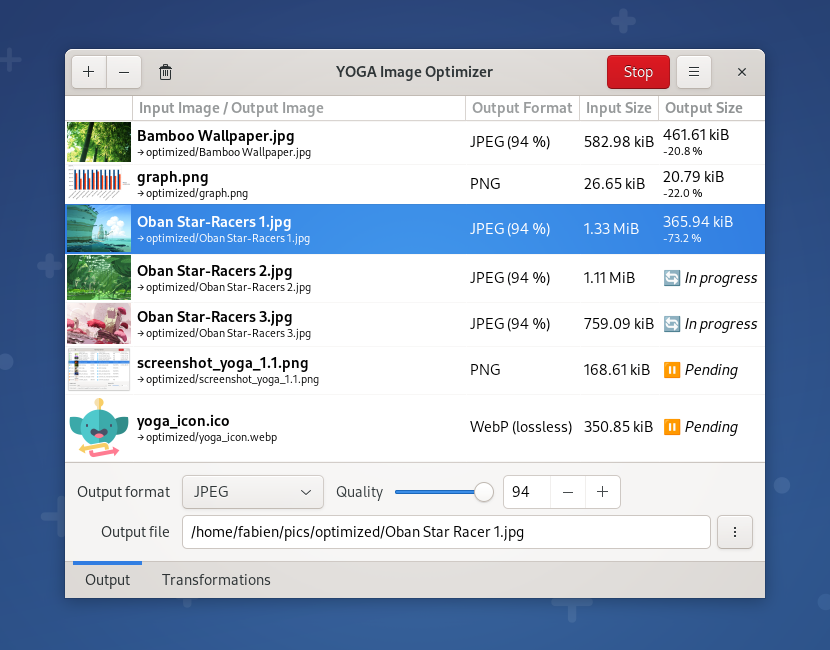 YOGA Image Optimizer
Stop
Input Image / Output Image Output Format Input Size Output Size
Bamboo Wallpaper.jpg
→ optimized/Bamboo Wallpaper.jpg
JPEG (94 %) 582.98 kiB 461.61 kiB
-20.8 %
graph.png
→ optimized/graph.png
PNG 26.65 kiB 20.79 kiB
-22.0 %
Oban Star-Racers 1.jpg
→ optimized/Oban Star-Racers 1.jpg
JPEG (94 %) 1.33 MiB 365.94 kiB
-73.2 %
Oban Star-Racers 2.jpg
→ optimized/Oban Star-Racers 2.jpg
JPEG (94 %) 1.11 MiB In progress
Oban Star-Racers 3.jpg
→ optimized/Oban Star-Racers 3.jpg
JPEG (94 %) 759.09 kiB In progress
screenshot_yoga_1.1.png
→ optimized/screenshot_yoga_1.1.png
PNG 168.61 kiB Pending
yoga_icon.ico
→ optimized/yoga_icon.webp
WebP (lossless) 350.85 kiB Pending
Output format JPEG Quality 94
Output file /home/fabien/pics/optimized/Oban Star Racer 1.jpg
Output Transformations